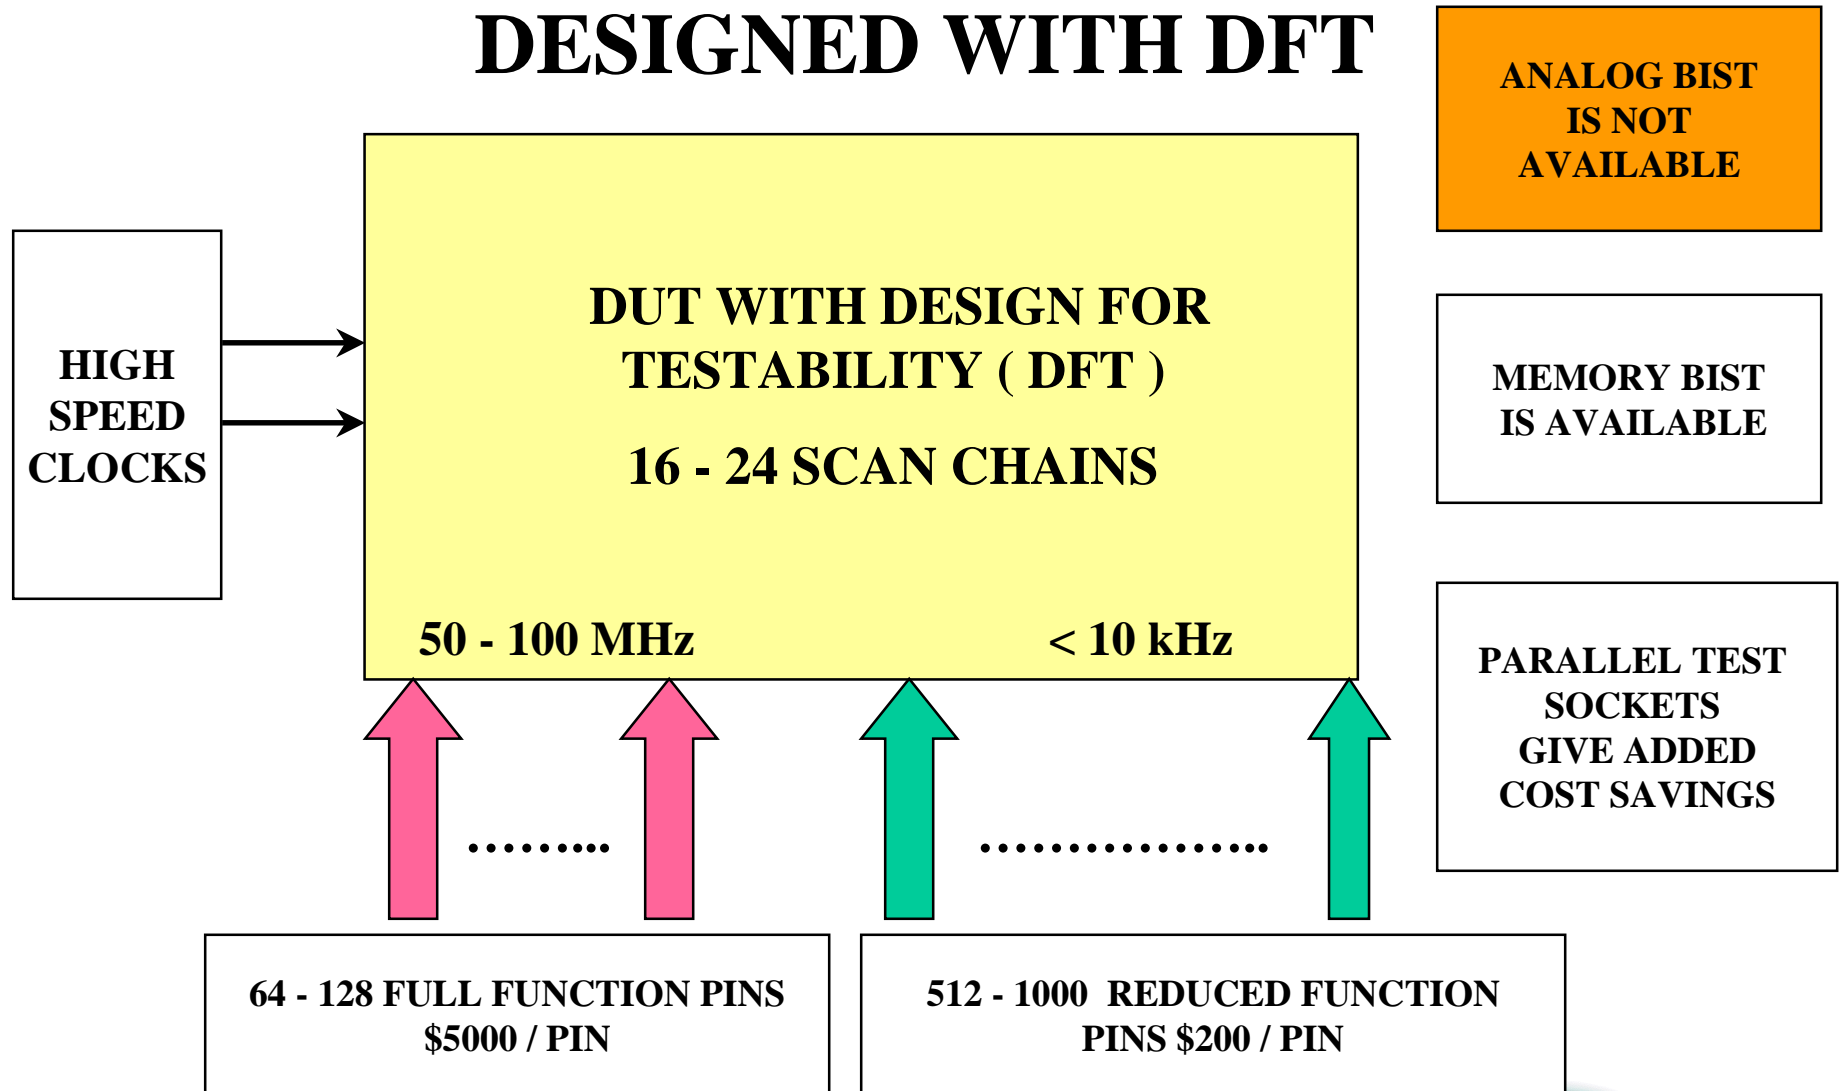 DESIGNED WITH DFT
ANALOG BIST
IS NOT
AVAILABLE
HIGH
SPEED
CLOCKS
DUT WITH DESIGN FOR
TESTABILITY ( DFT )
16 - 24 SCAN CHAINS
50 - 100 MHz
< 10 kHz
MEMORY BIST
IS AVAILABLE
PARALLEL TEST
SOCKETS
GIVE ADDED
COST SAVINGS
………...
……………...
64 - 128 FULL FUNCTION PINS
$5000 / PIN
512 - 1000 REDUCED FUNCTION
PINS $200 / PIN